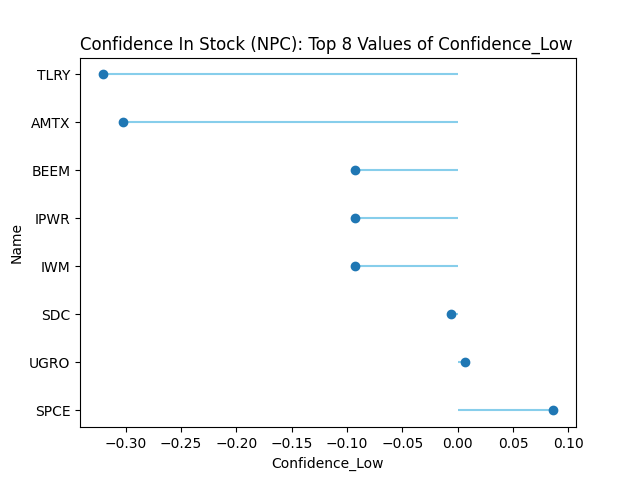 Confidence In Stock (NPC): Top 8 Values of Confidence_Low
TLRY
AMTX
BEEM
IPWR
IWM
SDC
UGRO
SPCE
Name
−0.30 −0.25 −0.20 −0.15 −0.10 −0.05 0.00 0.05 0.10
Confidence_Low